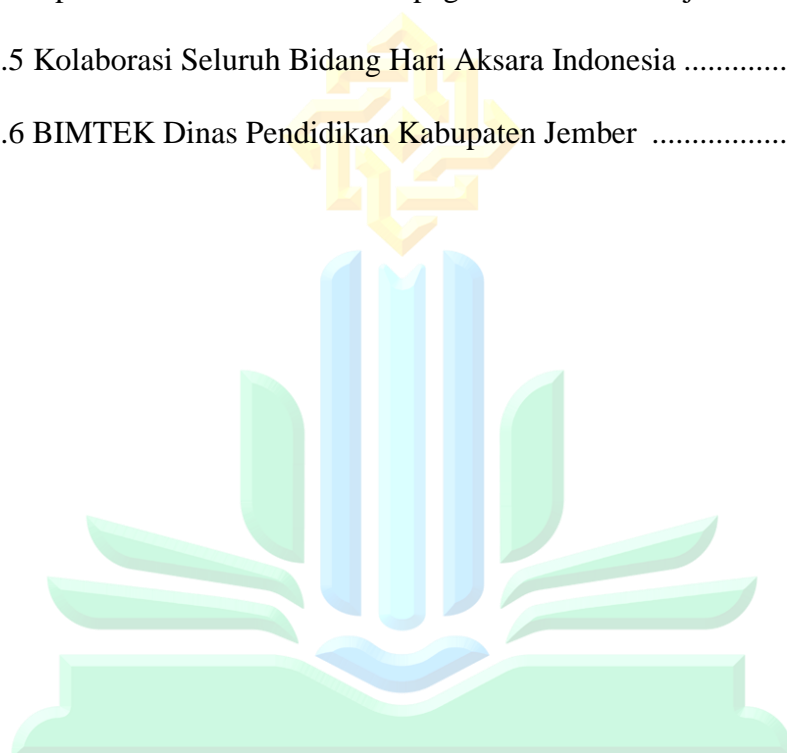 .5 Kolaborasi Seluruh Bidang Hari Aksara Indonesia .............
.6 BIMTEK Dinas Pendidikan Kabupaten Jember ................